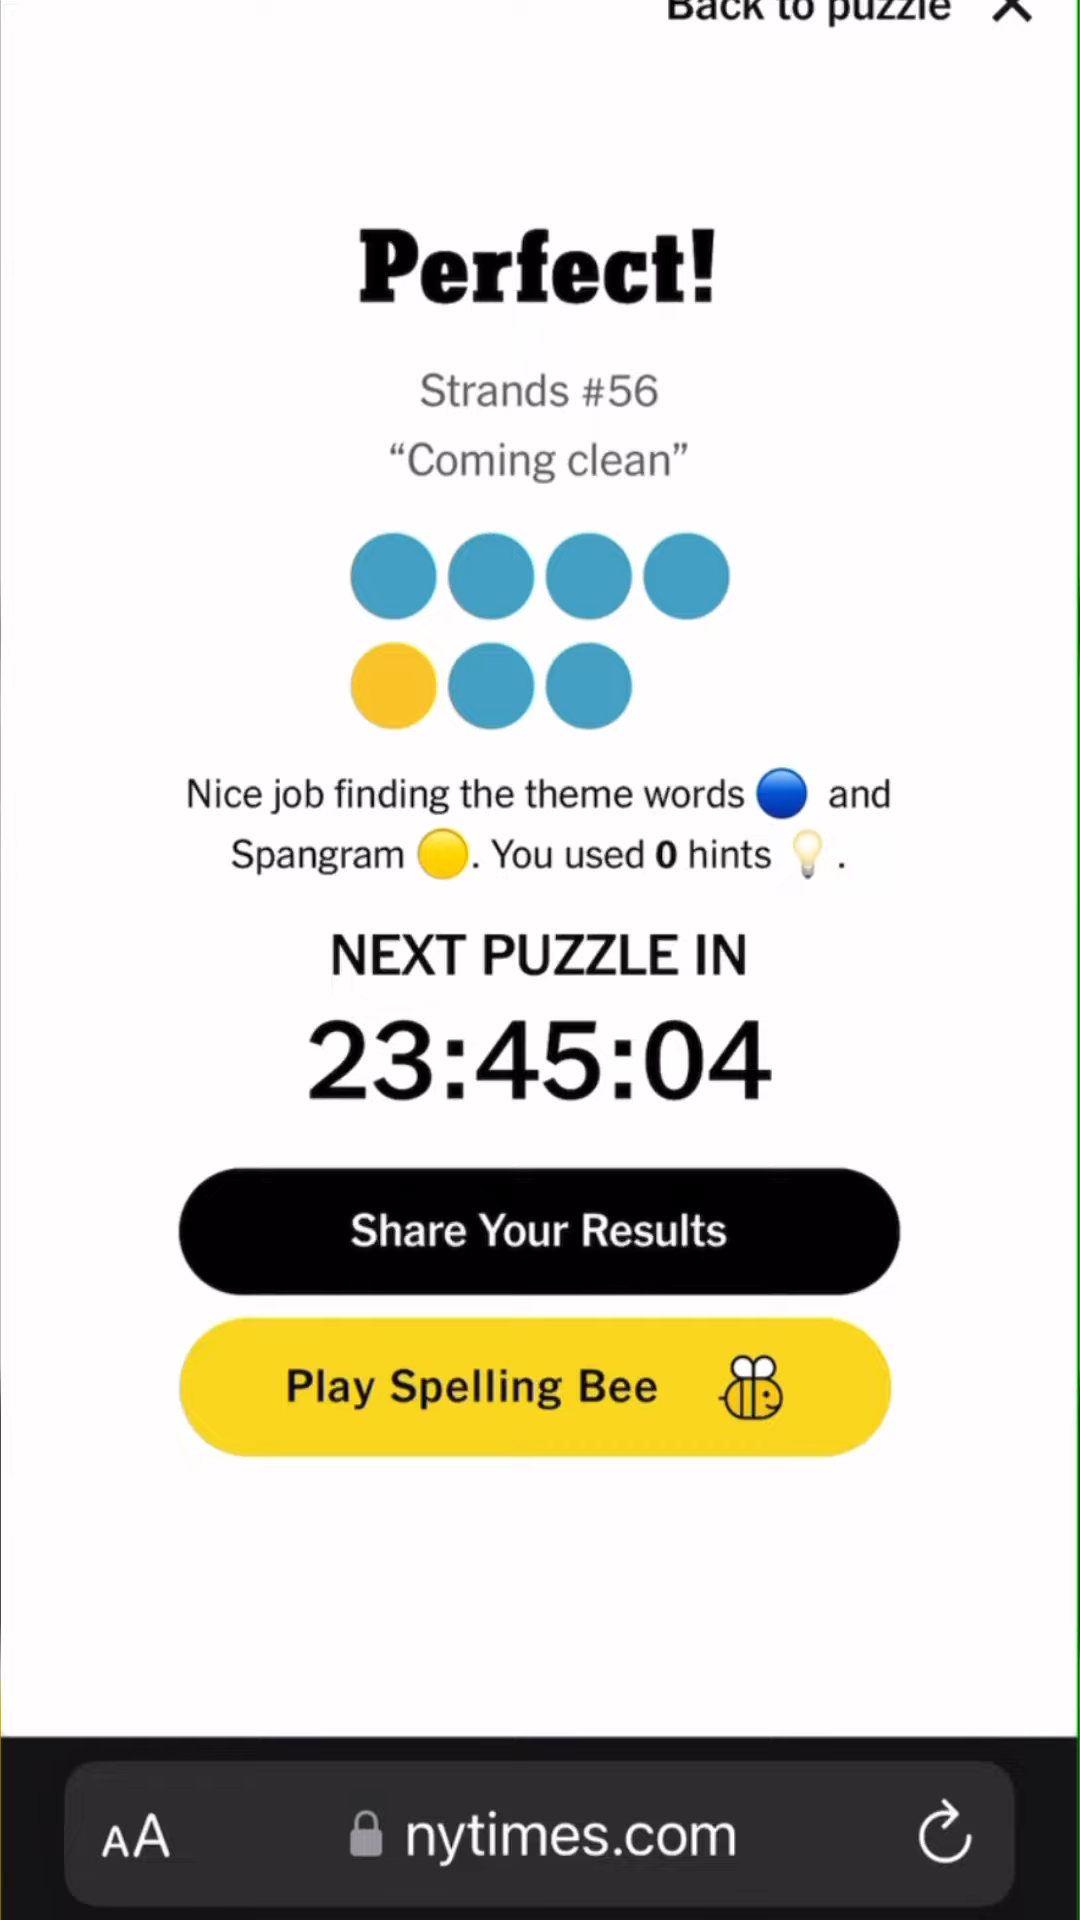 Back to puzzle
Perfect!
Strands #56
“Coming clean”
Nice job finding the theme words 🔵 and
Spangram 🟡. You used 0 hints 💡.
NEXT PUZZLE IN
23:45:04
Share Your Results
Play Spelling Bee
AA nytimes.com